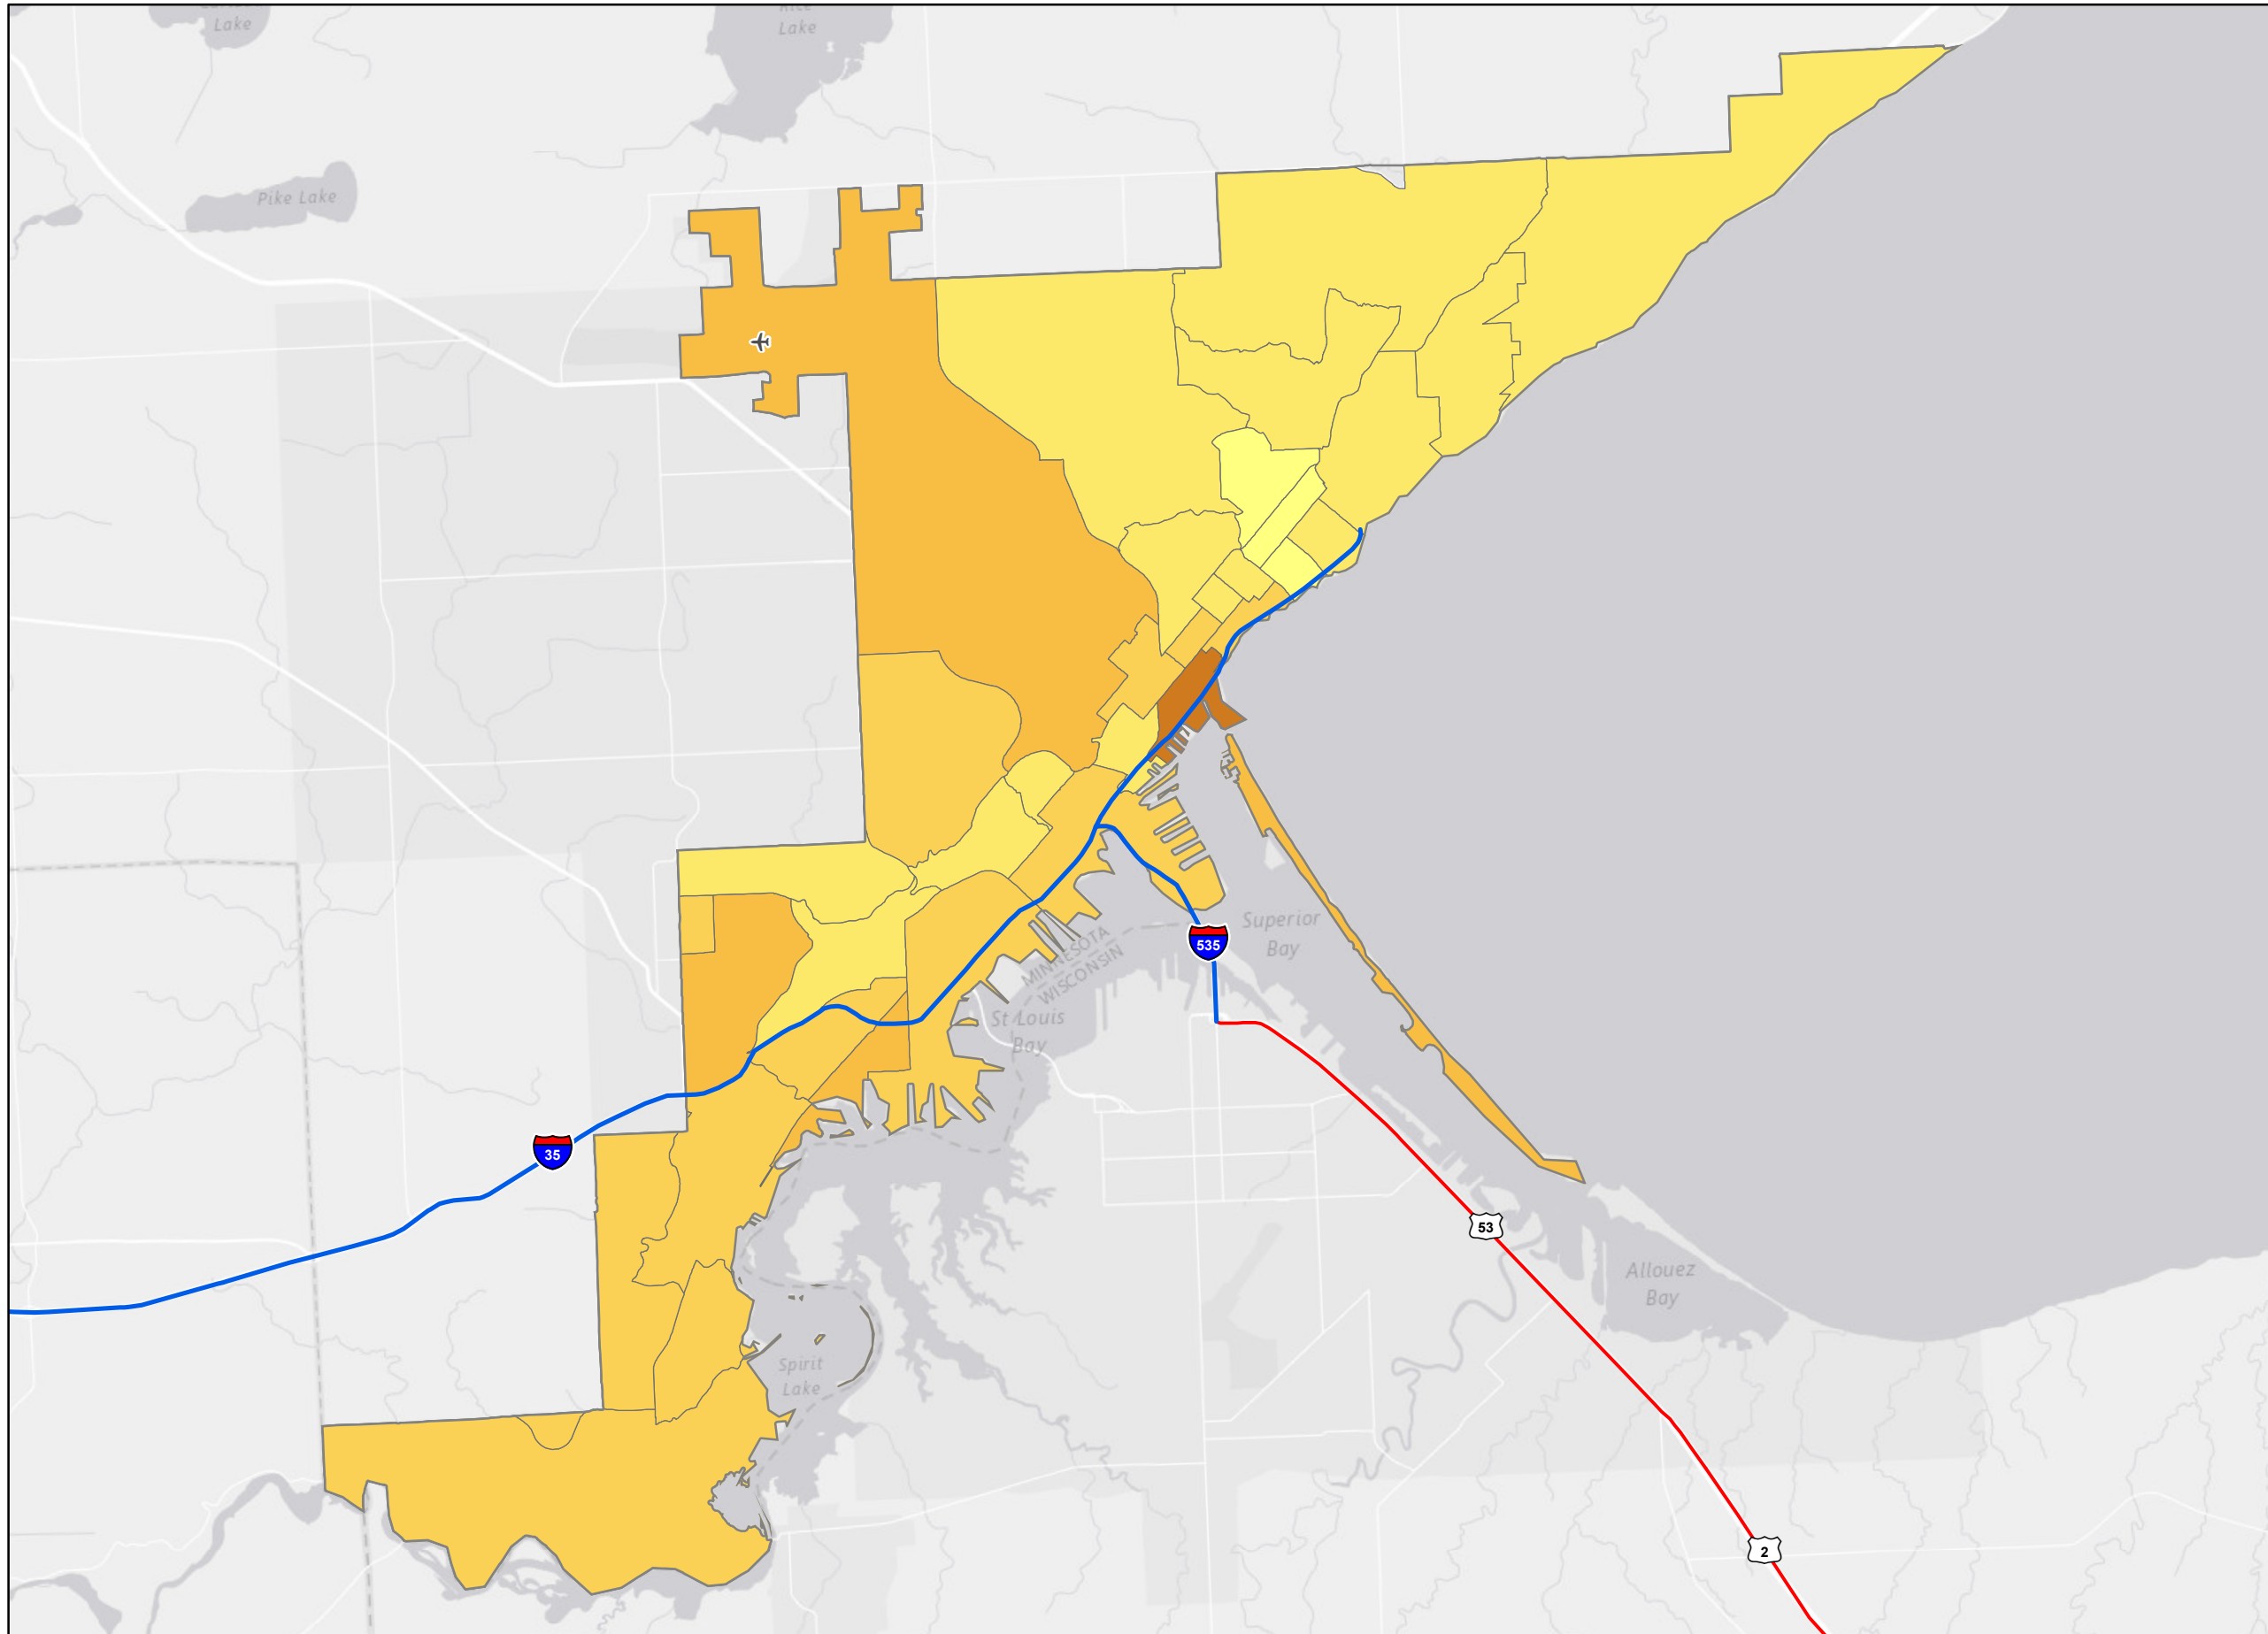 Lake
Rice
Lake
Pike Lake
Superior
Bay
535
MINNESOTA
WISCONSIN
St Louis
Bay
35
53
Allouez
Bay
Spirit
Lake
2